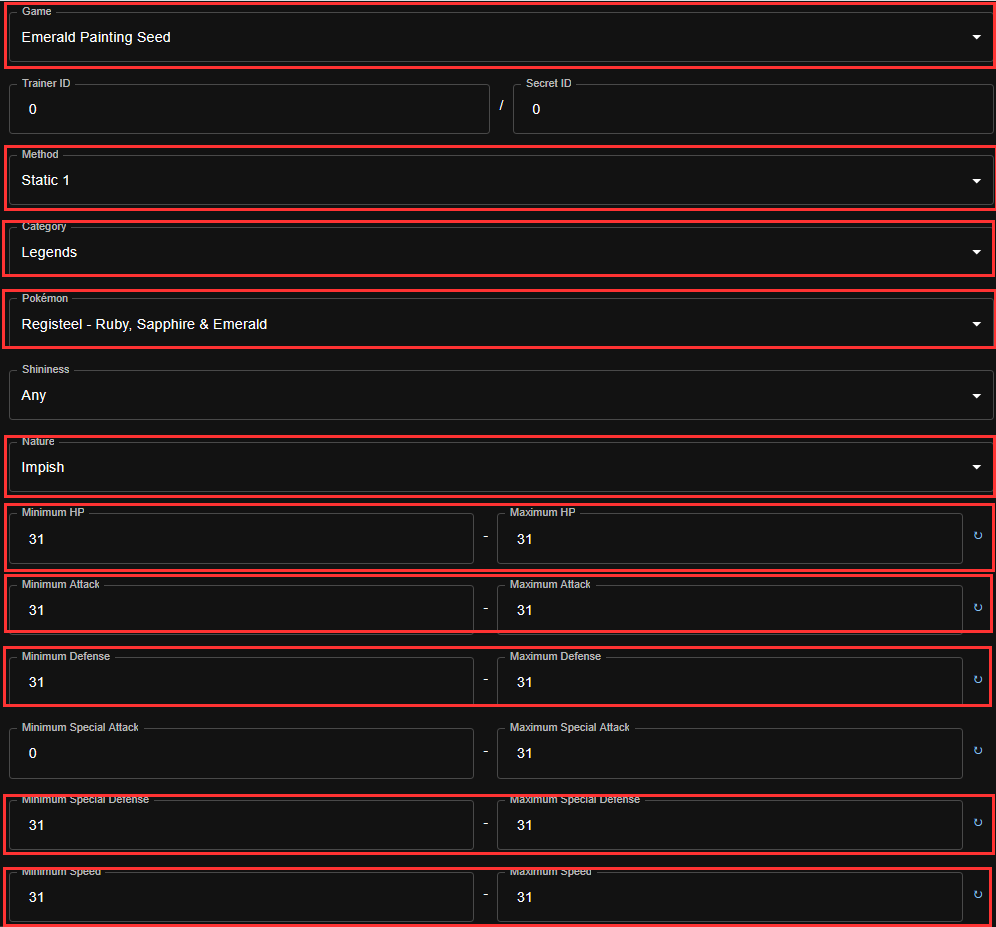 Game
Emerald Painting Seed
Trainer ID Secret ID
0 / 0
Method
Static 1
Category
Legends
Pokémon
Registeel - Ruby, Sapphire & Emerald
Shininess
Any
Nature
Impish
Minimum HP Maximum HP
31 - 31
Minimum Attack Maximum Attack
31 - 31
Minimum Defense Maximum Defense
31 - 31
Minimum Special Attack Maximum Special Attack
0 - 31
Minimum Special Defense Maximum Special Defense
31 - 31
Minimum Speed Maximum Speed
31 - 31